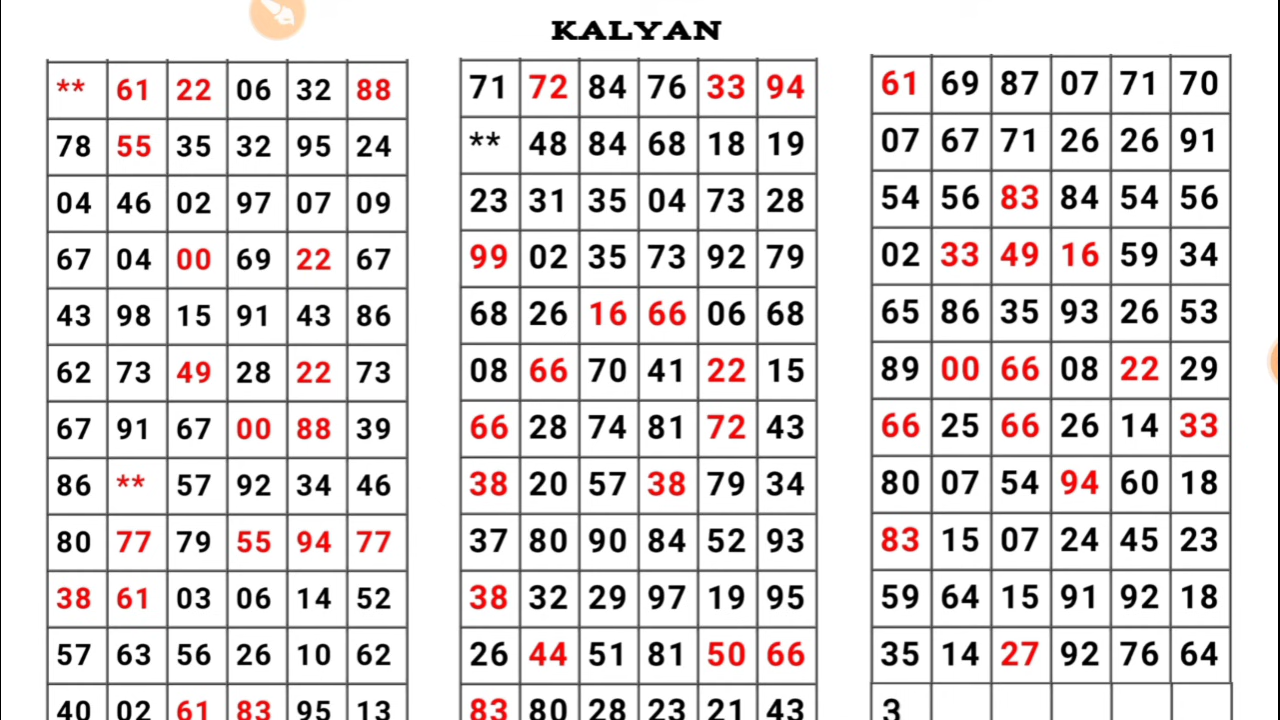 KALYAN
** 61 22 06 32 88
78 55 35 32 95 24
04 46 02 97 07 09
67 04 00 69 22 67
43 98 15 91 43 86
62 73 49 28 22 73
67 91 67 00 88 39
86 ** 57 92 34 46
80 77 79 55 94 77
38 61 03 06 14 52
57 63 56 26 10 62
40 02 61 83 95 13
71 72 84 76 33 94
** 48 84 68 18 19
23 31 35 04 73 28
99 02 35 73 92 79
68 26 16 66 06 68
08 66 70 41 22 15
66 28 74 81 72 43
38 20 57 38 79 34
37 80 90 84 52 93
38 32 29 97 19 95
26 44 51 81 50 66
83 80 28 23 21 43
61 69 87 07 71 70
07 67 71 26 26 91
54 56 83 84 54 56
02 33 49 16 59 34
65 86 35 93 26 53
89 00 66 08 22 29
66 25 66 26 14 33
80 07 54 94 60 18
83 15 07 24 45 23
59 64 15 91 92 18
35 14 27 92 76 64
3